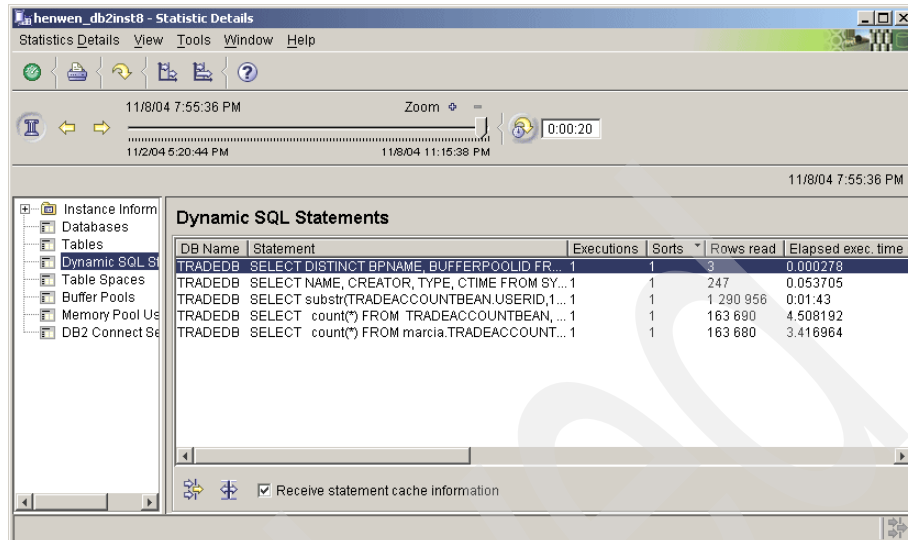 henwen_db2inst8 - Statistic Details
Statistics Details View Tools Window Help
11/8/04 7:55:36 PM Zoom
0:00:20
11/2/04 5:20:44 PM 11/8/04 11:15:38 PM
11/8/04 7:55:36 PM
Instance Inform
Databases
Tables
Dynamic SQL St
Table Spaces
Buffer Pools
Memory Pool Us
DB2 Connect Se
Dynamic SQL Statements
DB Name Statement Executions Sorts Rows read Elapsed exec. time
TRADEDB SELECT DISTINCT BPNAME, BUFFERPOOLID FR... 1 1 3 0.000278
TRADEDB SELECT NAME, CREATOR, TYPE, CTIME FROM SY... 1 1 247 0.053705
TRADEDB SELECT substr(TRADEACCOUNTBEAN.USERID,1... 1 1 1 290 956 0:01:43
TRADEDB SELECT count(*) FROM TRADEACCOUNTBEAN, ... 1 1 163 690 4.508192
TRADEDB SELECT count(*) FROM marcia.TRADEACCOUNT... 1 1 163 680 3.416964
Receive statement cache information